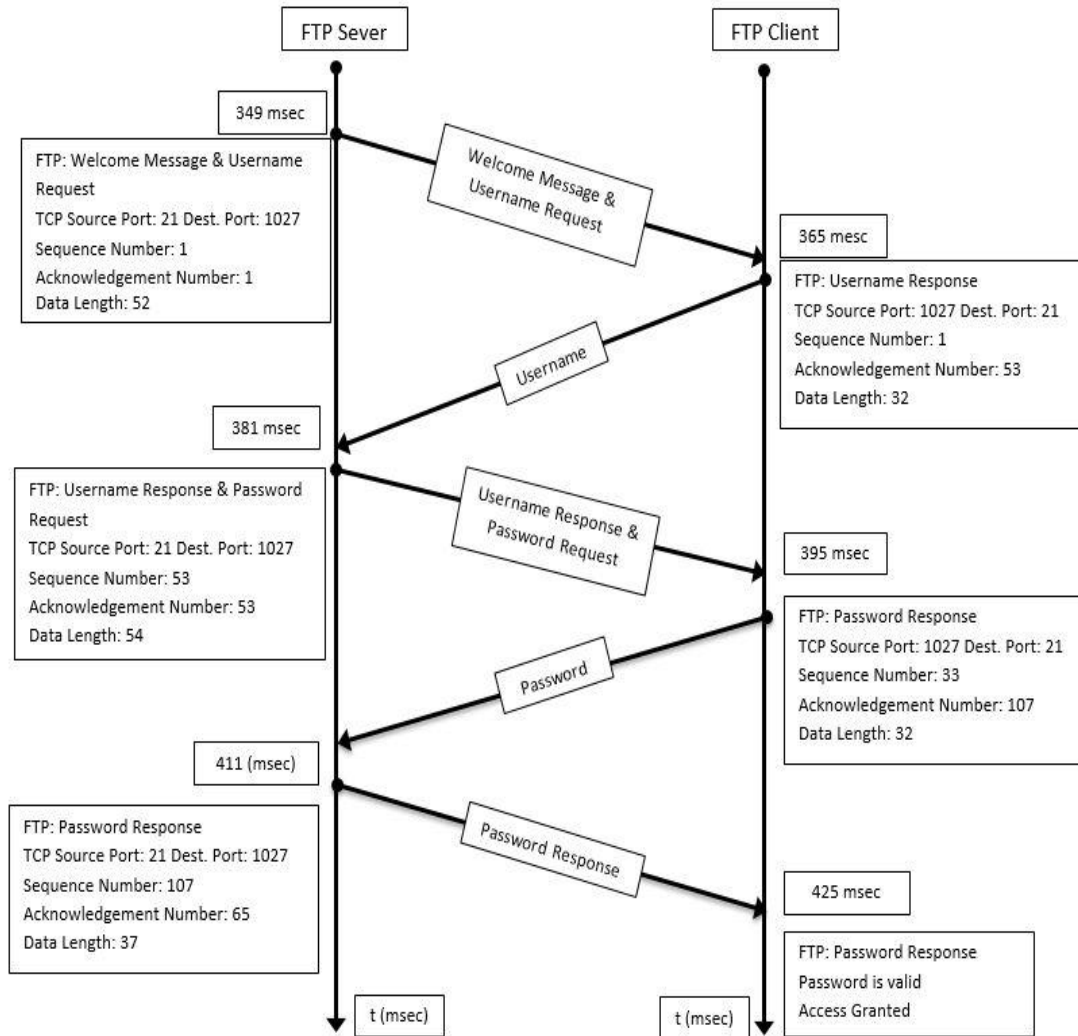 FTP Sever
FTP Client
349 msec
FTP: Welcome Message & Username
Request
TCP Source Port: 21 Dest. Port: 1027
Sequence Number: 1
Acknowledgement Number: 1
Data Length: 52
Welcome Message &
Username Request
365 mesc
FTP: Username Response
TCP Source Port: 1027 Dest. Port: 21
Sequence Number: 1
Acknowledgement Number: 53
Data Length: 32
Username
381 msec
FTP: Username Response & Password
Request
TCP Source Port: 21 Dest. Port: 1027
Sequence Number: 53
Acknowledgement Number: 53
Data Length: 54
Username Response &
Password Request
395 msec
FTP: Password Response
TCP Source Port: 1027 Dest. Port: 21
Sequence Number: 33
Acknowledgement Number: 107
Data Length: 32
Password
411 (msec)
FTP: Password Response
TCP Source Port: 21 Dest. Port: 1027
Sequence Number: 107
Acknowledgement Number: 65
Data Length: 37
Password Response
425 msec
FTP: Password Response
Password is valid
Access Granted
t (msec)
t (msec)